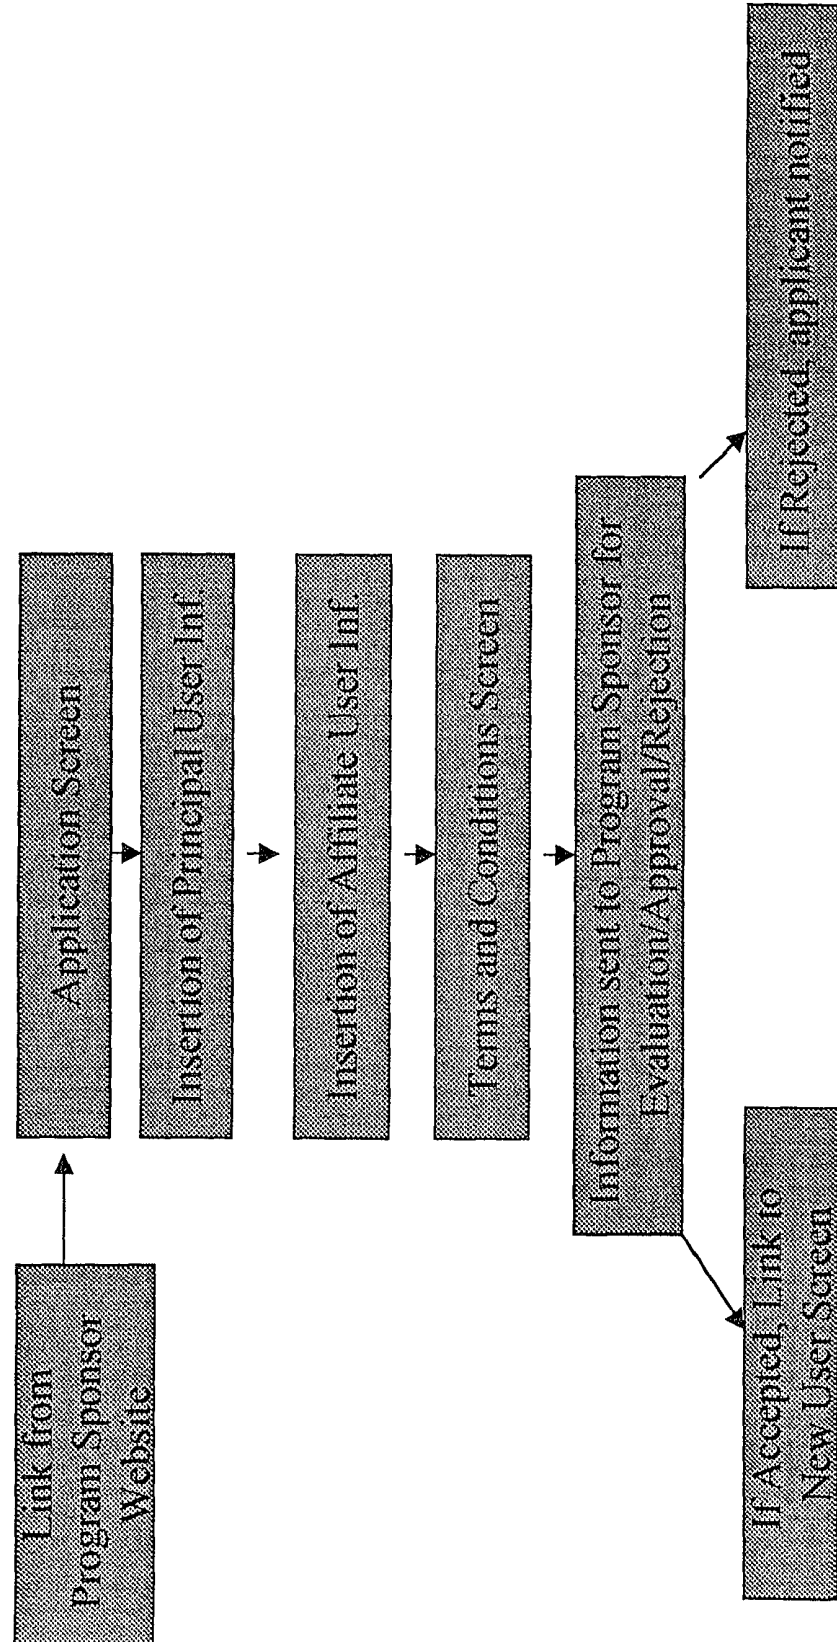 Link from
Program Sponsor
Website
Application Screen
Insertion of Principal User Inf.
Insertion of Affiliate User Inf.
Terms and Conditions Screen
Information sent to Program Sponsor for
Evaluation/Approval/Rejection
If Accepted, Link to
New User Screen
If Rejected, applicant notified